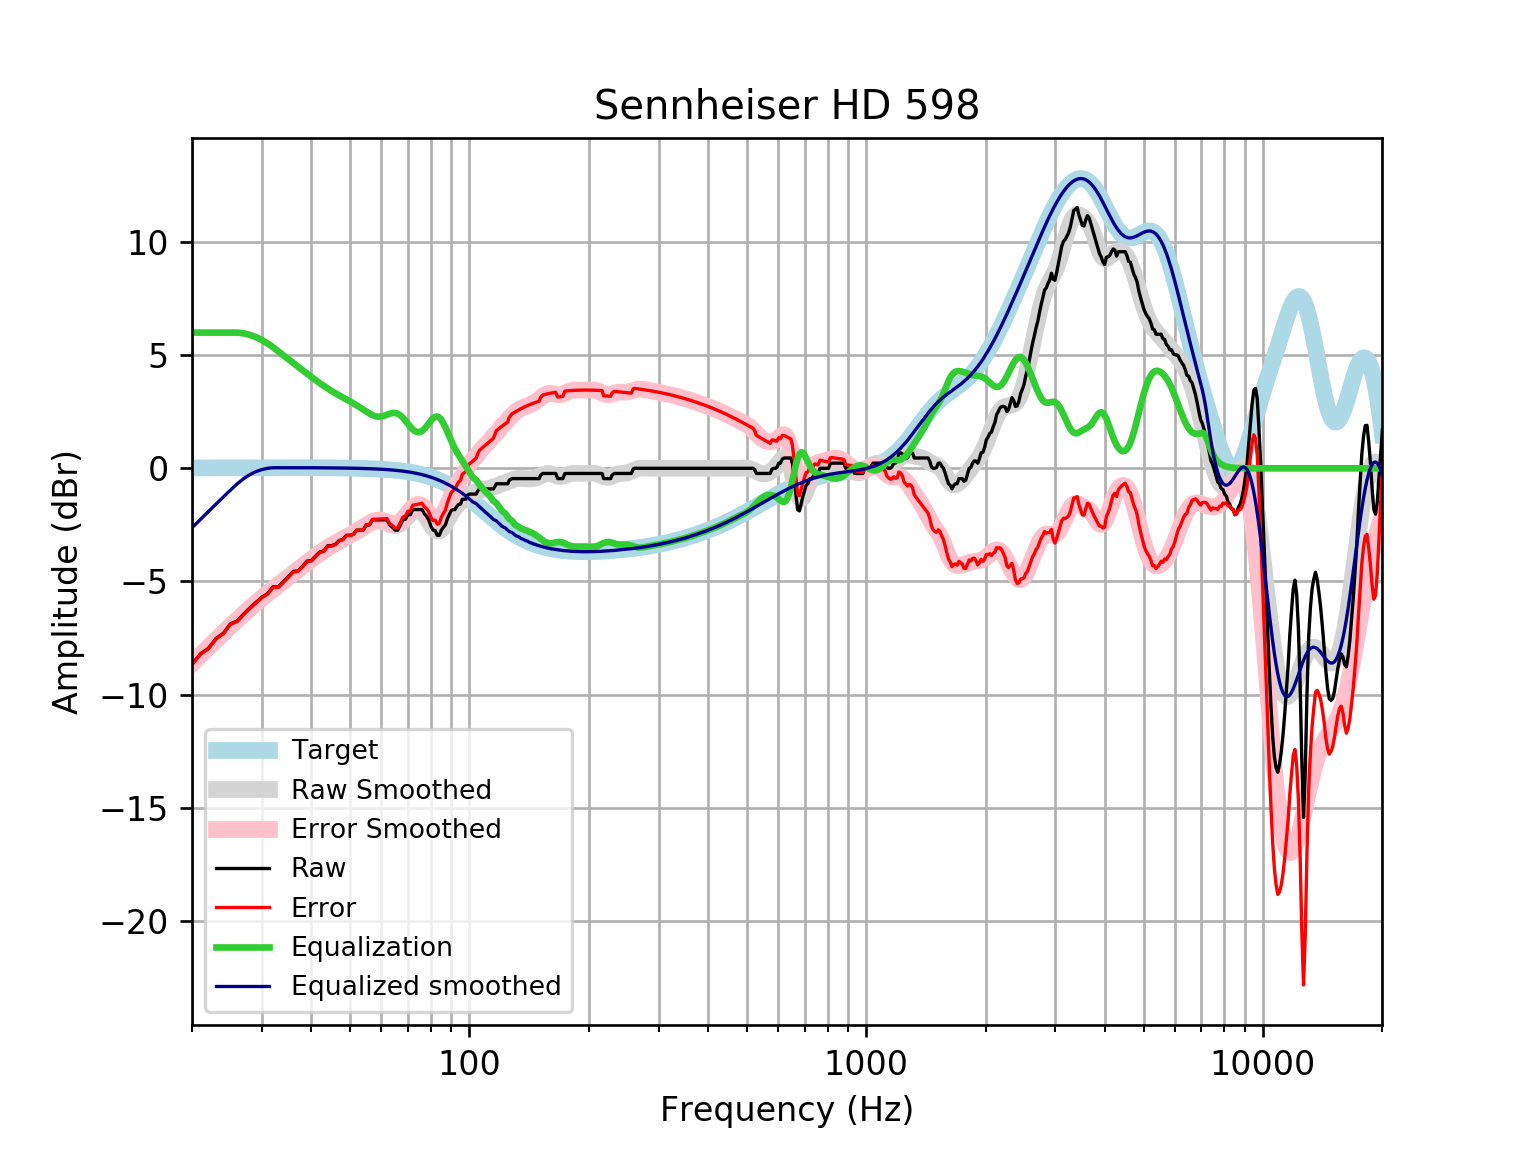 Sennheiser HD 598
Amplitude (dBr)
10
5
0
−5
−10
−15
−20
Target
Raw Smoothed
Error Smoothed
Raw
Error
Equalization
Equalized smoothed
100
1000
10000
Frequency (Hz)